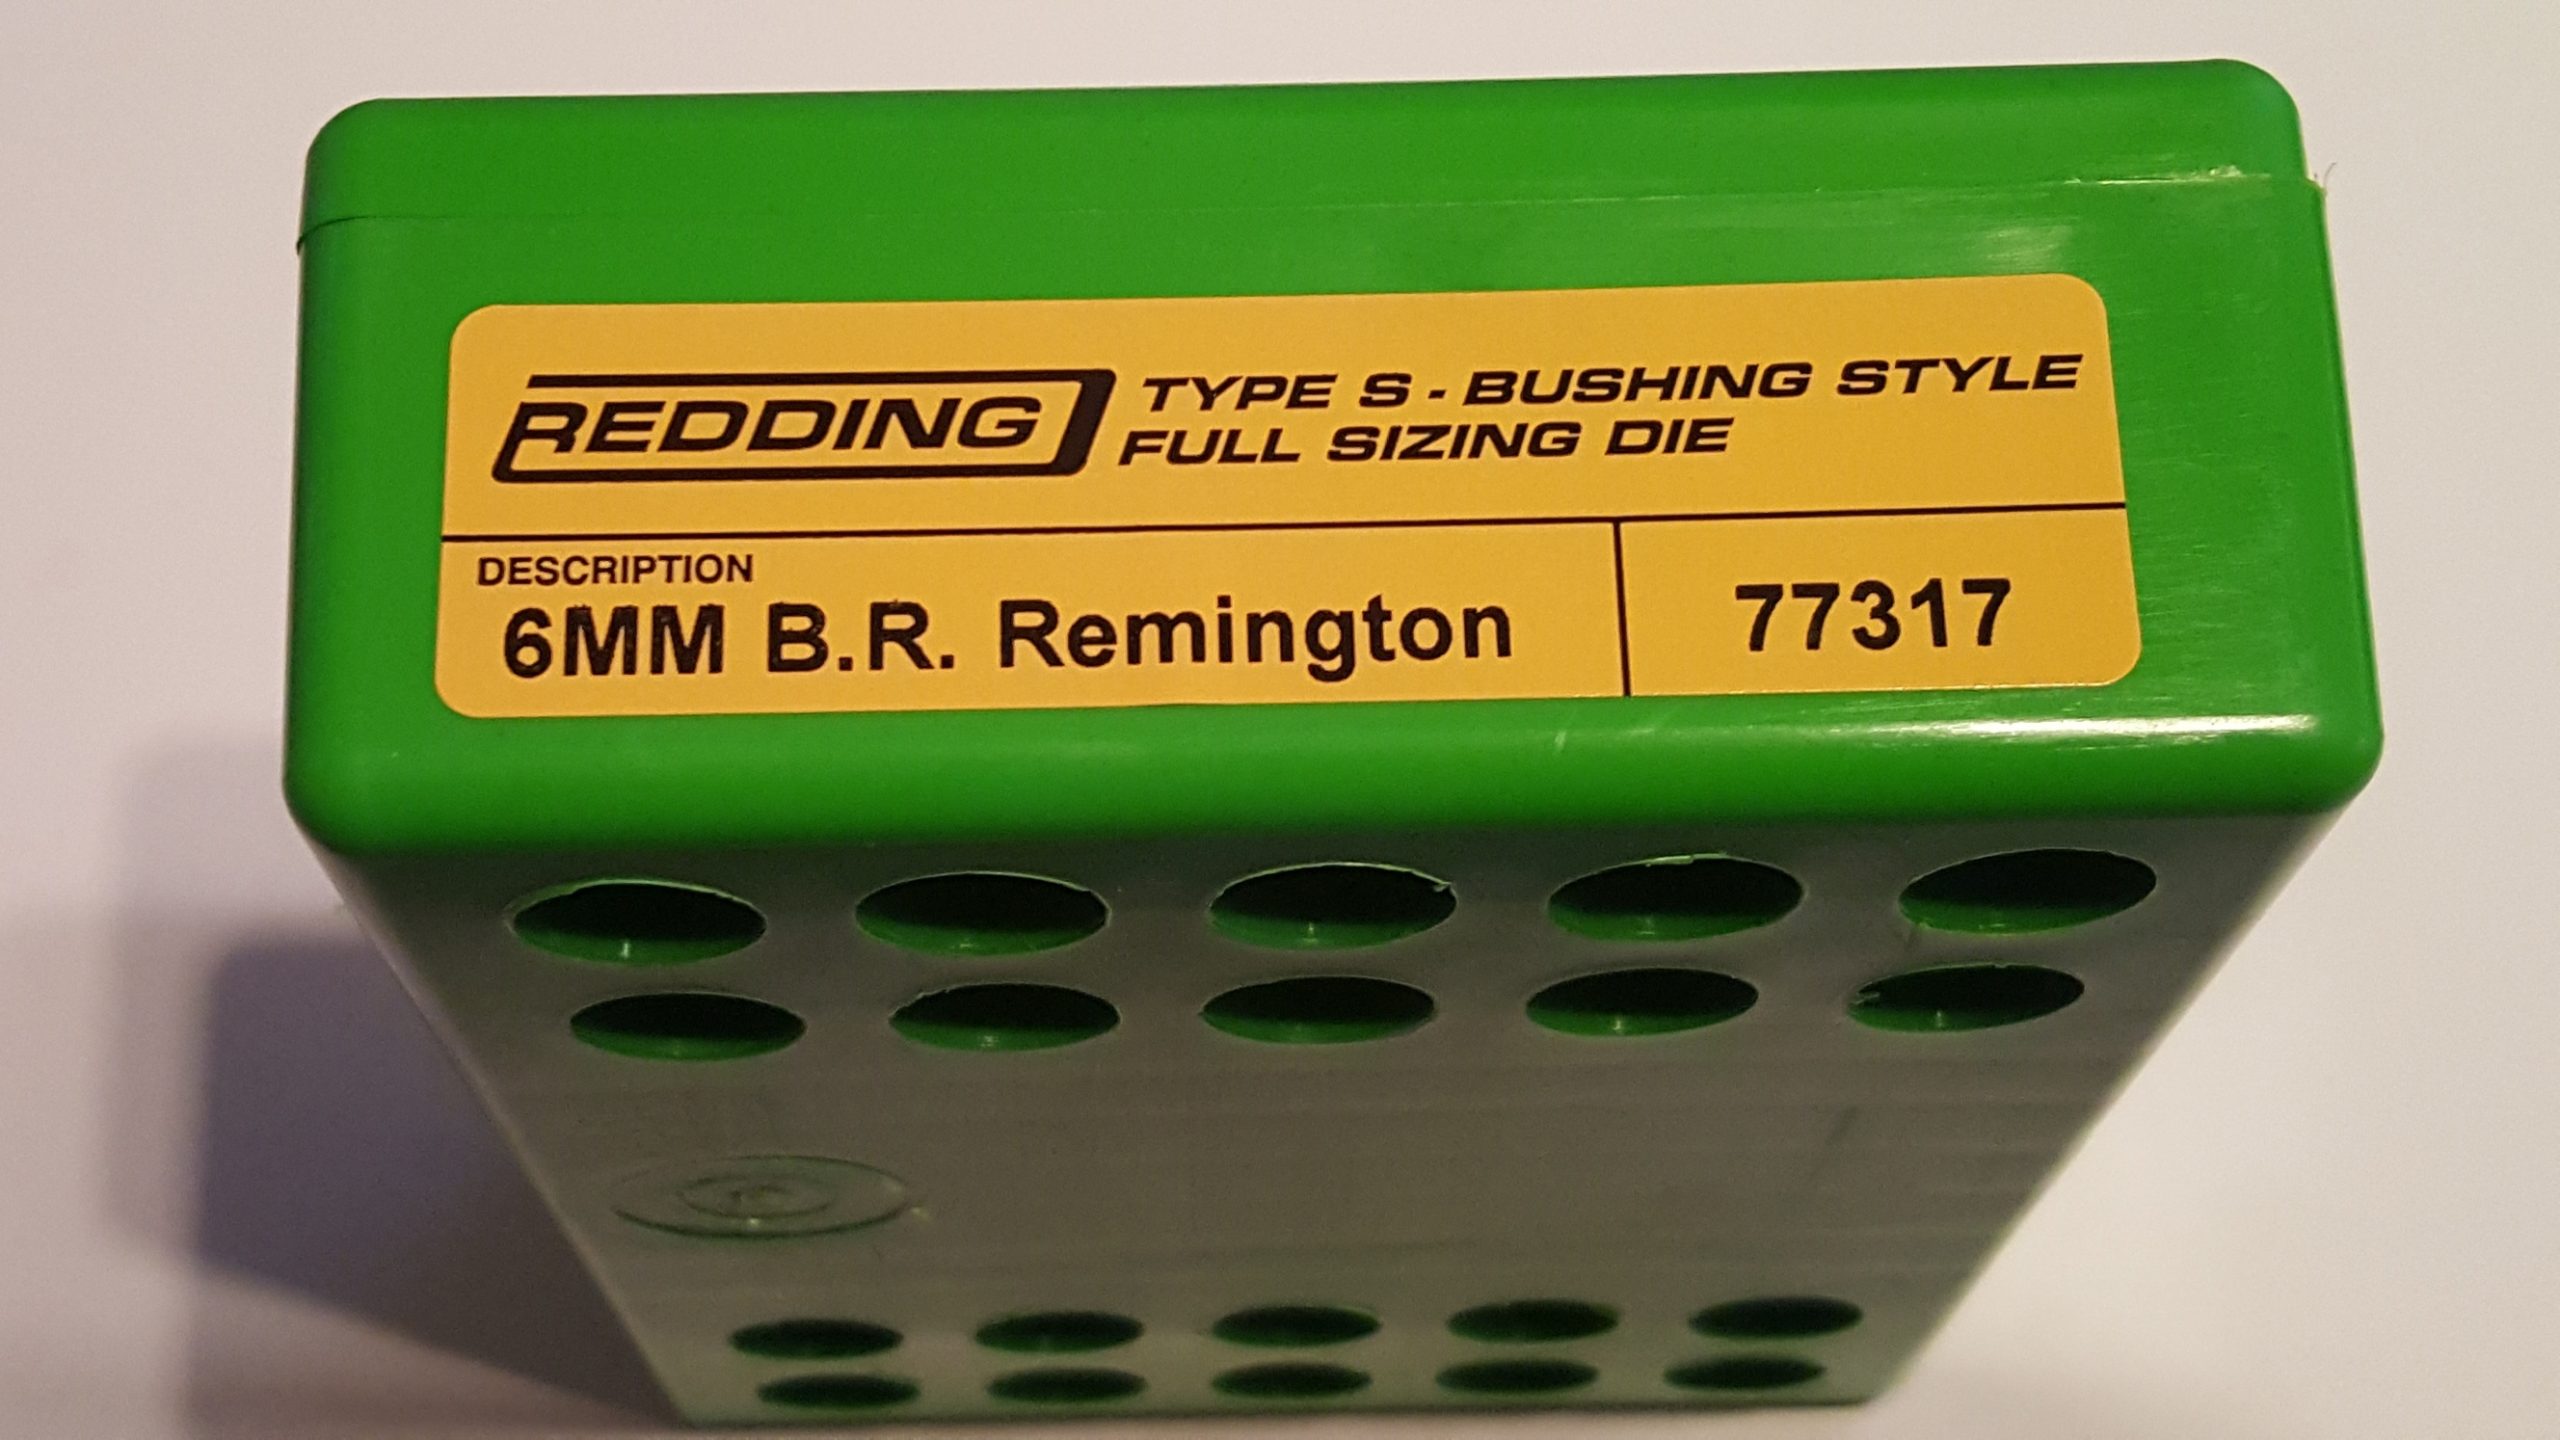 REDDING TYPE S - BUSHING STYLE
FULL SIZING DIE
DESCRIPTION
6MM B.R. Remington 77317